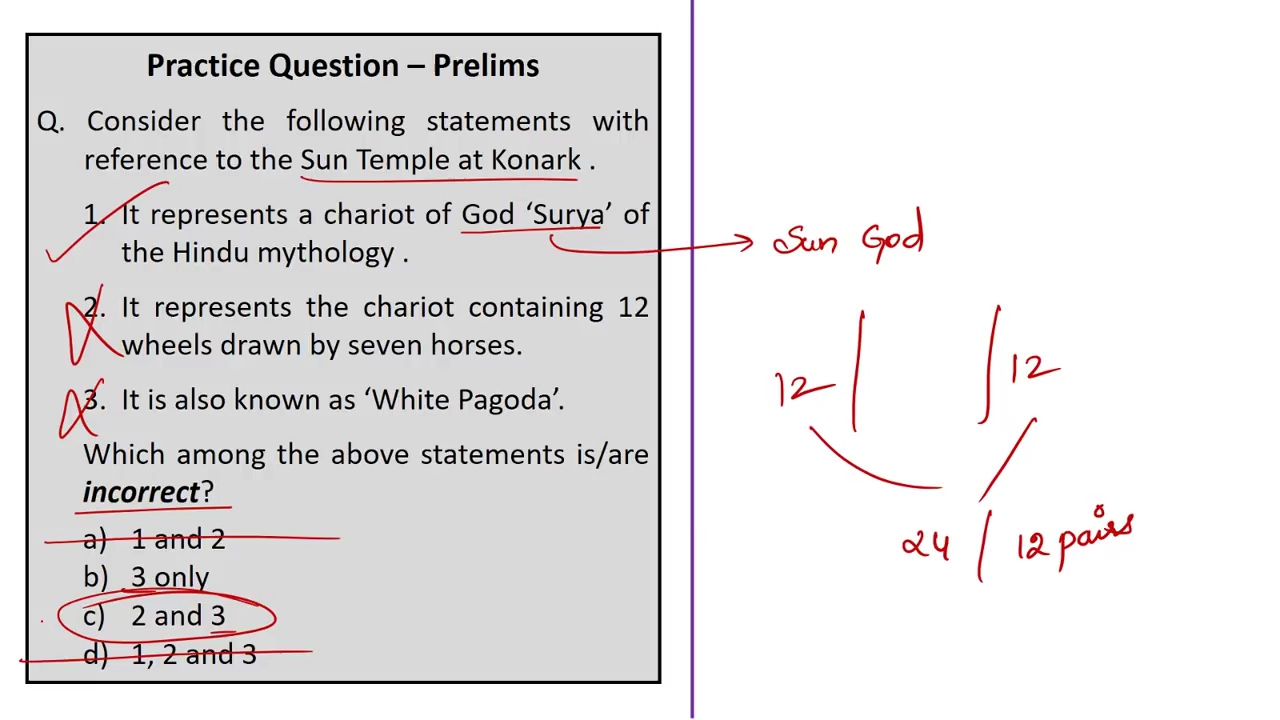 Practice Question – Prelims
Q. Consider the following statements with
reference to the Sun Temple at Konark .
1. It represents a chariot of God ‘Surya’ of
the Hindu mythology .
2. It represents the chariot containing 12
wheels drawn by seven horses.
3. It is also known as ‘White Pagoda’.
Which among the above statements is/are
incorrect?
a) 1 and 2
b) 3 only
c) 2 and 3
d) 1, 2 and 3
Sun God
12 12
24 12 pairs